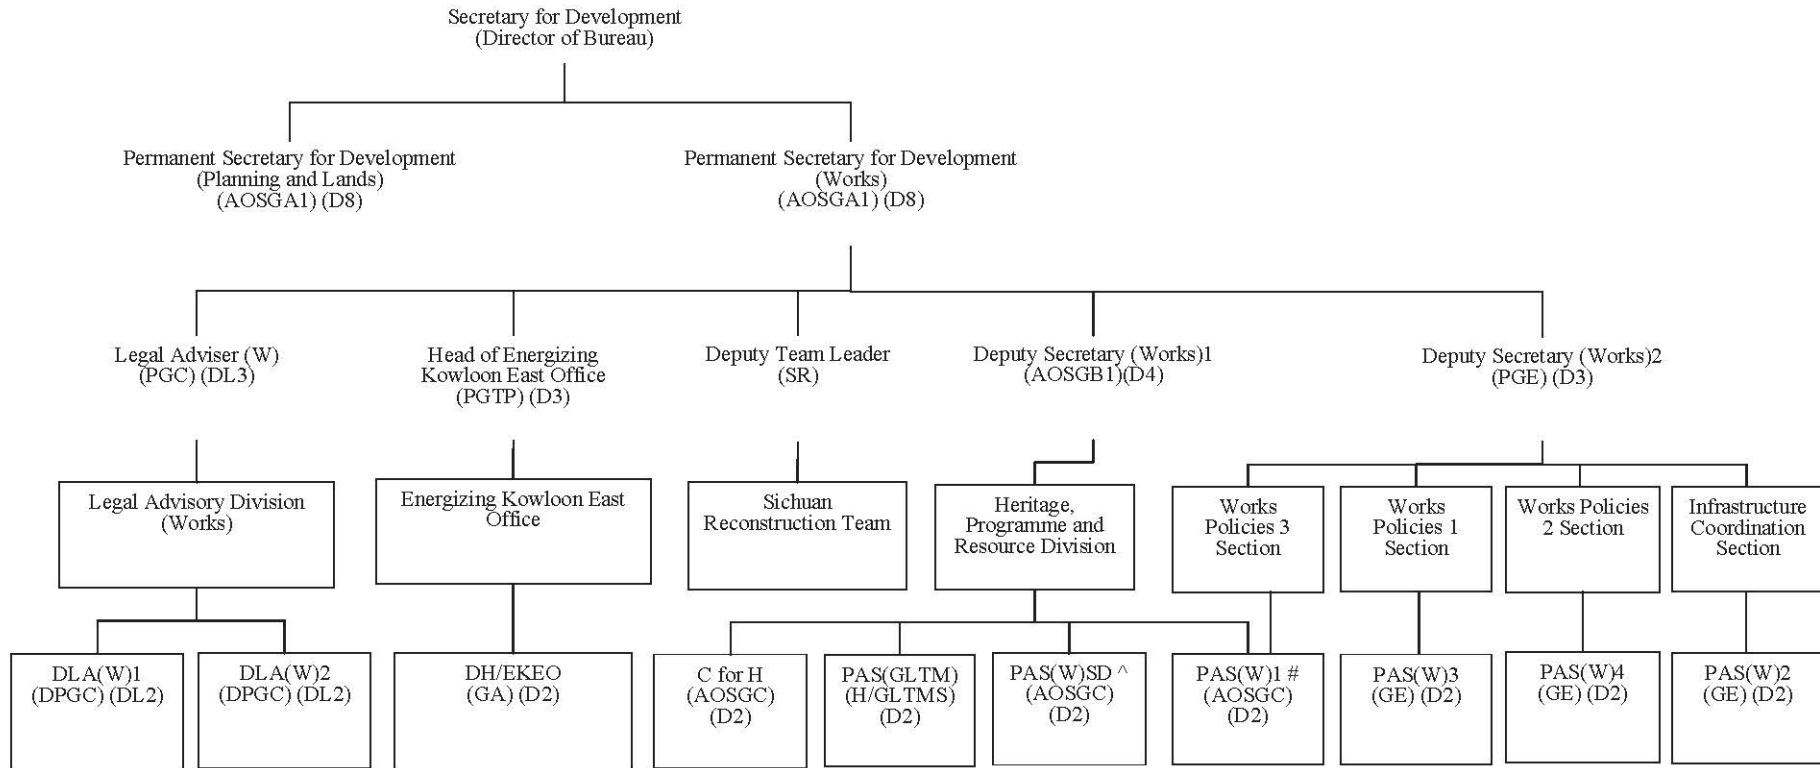 Secretary for Development
(Director of Bureau)
Permanent Secretary for Development
(Planning and Lands)
(AOSGA1) (D8)
Permanent Secretary for Development
(Works)
(AOSGA1) (D8)
Legal Adviser (W)
(PGC) (DL3)
Head of Energizing
Kowloon East Office
(PGTP) (D3)
Deputy Team Leader
(SR)
Deputy Secretary (Works)1
(AOSGB1)(D4)
Deputy Secretary (Works)2
(PGE) (D3)
Legal Advisory Division
(Works)
Energizing Kowloon East
Office
Sichuan
Reconstruction Team
Heritage,
Programme and
Resource Division
Works
Policies 3
Section
Works
Policies 1
Section
Works Policies
2 Section
Infrastructure
Coordination
Section
DLA(W)1
(DPGC) (DL2)
DLA(W)2
(DPGC) (DL2)
DH/EKEO
(GA) (D2)
C for H
(AOSGC)
(D2)
PAS(GLTM)
(H/GLTMS)
(D2)
PAS(W)SD ^
(AOSGC)
(D2)
PAS(W)1 #
(AOSGC)
(D2)
PAS(W)3
(GE) (D2)
PAS(W)4
(GE) (D2)
PAS(W)2
(GE) (D2)